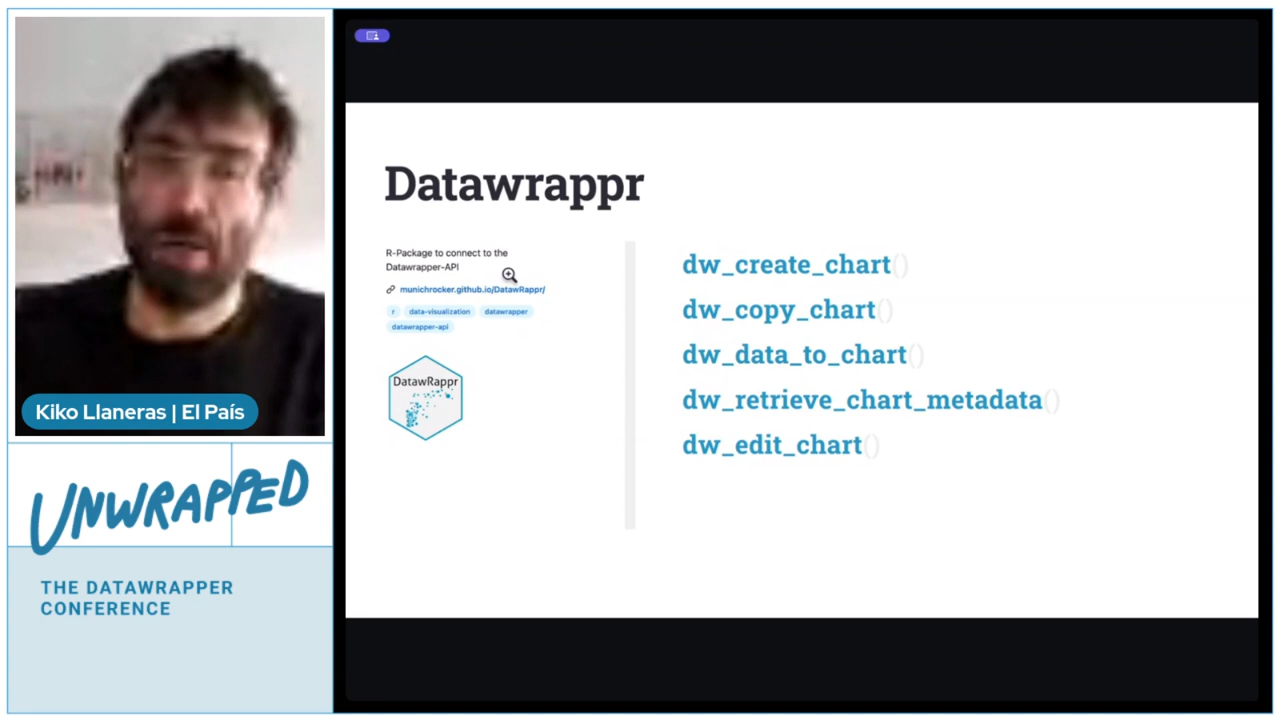 Kiko Llaneras | El País
UNWRAPPED
THE DATAWRAPPER
CONFERENCE
Datawrappr
R-Package to connect to the
Datawrapper-API
munichrocker.github.io/DatawRappr/
r data-visualization datawrapper
datawrapper-api
DatawRappr
dw_create_chart()
dw_copy_chart()
dw_data_to_chart()
dw_retrieve_chart_metadata()
dw_edit_chart()